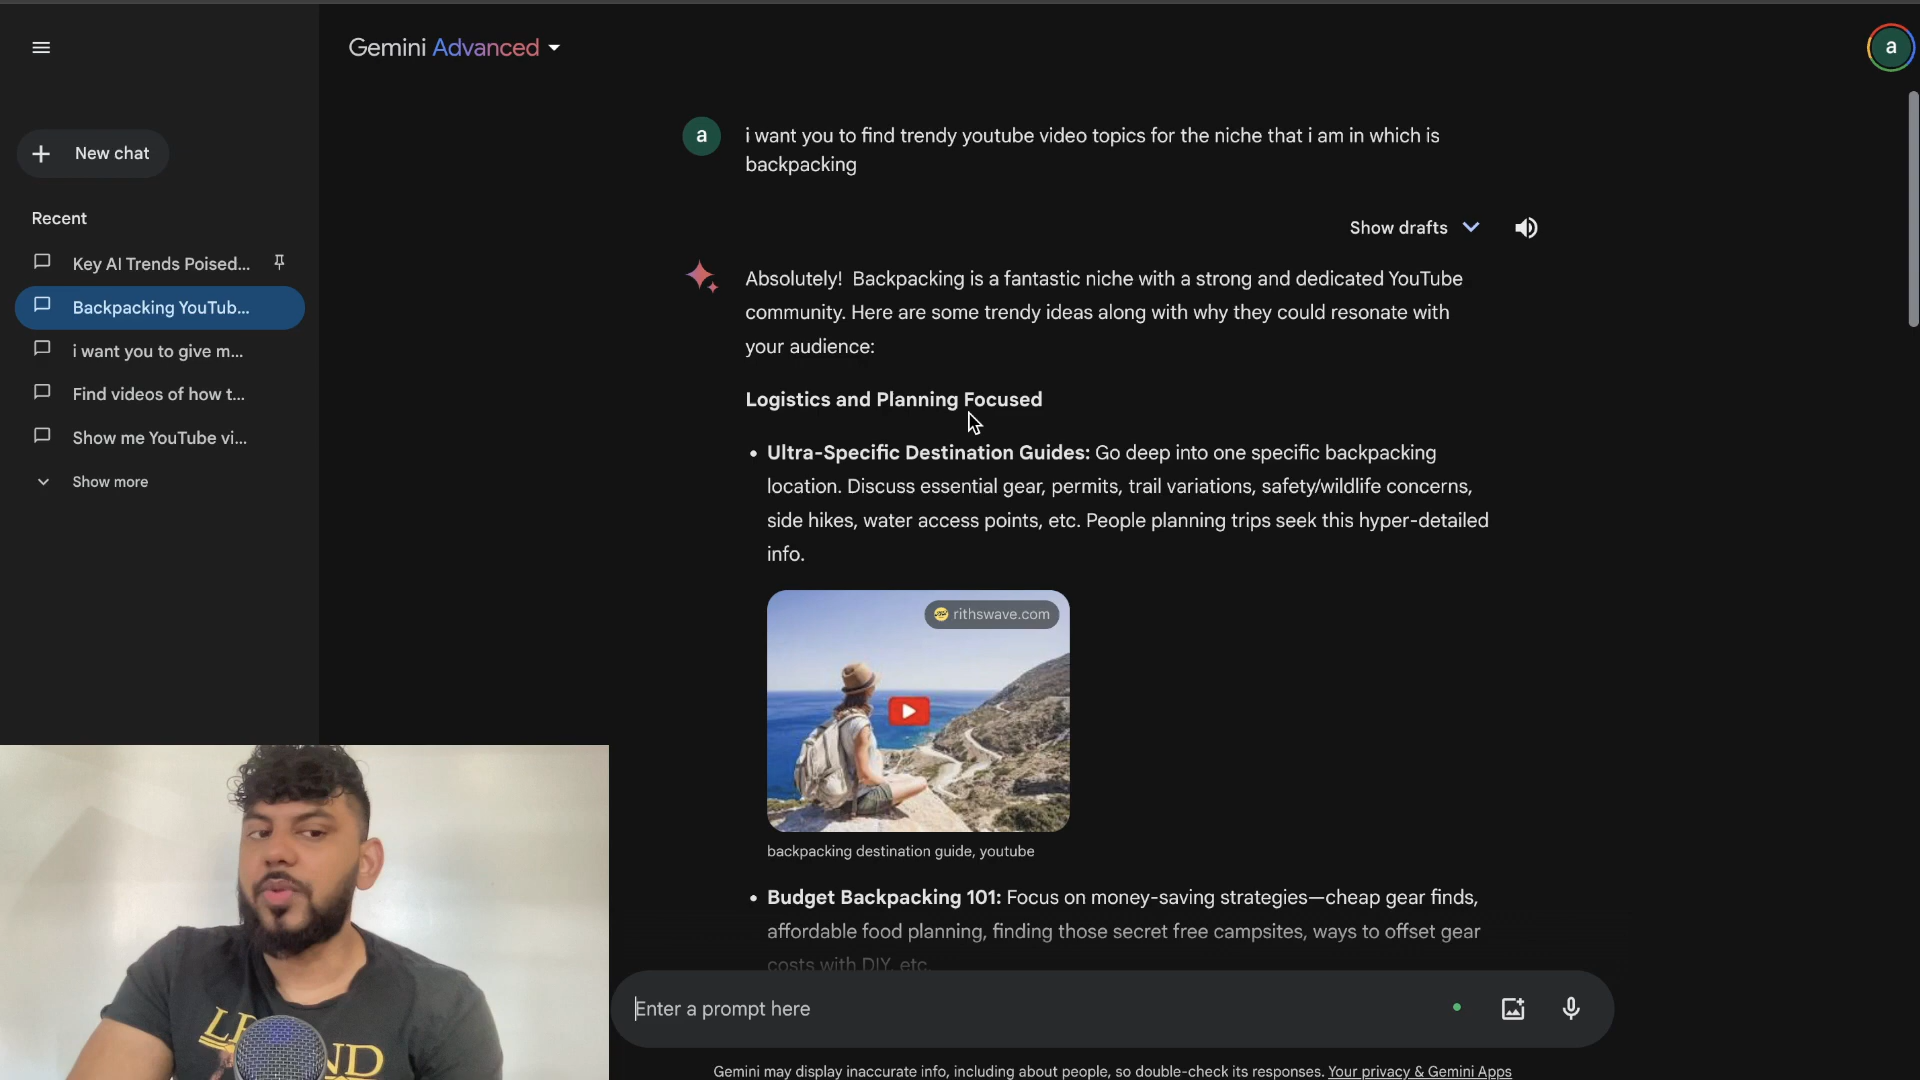 Gemini Advanced
a
New chat
Recent
Key AI Trends Poised...
Backpacking YouTub...
i want you to give m...
Find videos of how t...
Show me YouTube vi...
Show more
a
i want you to find trendy youtube video topics for the niche that i am in which is
backpacking
Show drafts
Absolutely! Backpacking is a fantastic niche with a strong and dedicated YouTube
community. Here are some trendy ideas along with why they could resonate with
your audience:
Logistics and Planning Focused
• Ultra-Specific Destination Guides: Go deep into one specific backpacking
location. Discuss essential gear, permits, trail variations, safety/wildlife concerns,
side hikes, water access points, etc. People planning trips seek this hyper-detailed
info.
rithswave.com
backpacking destination guide, youtube
• Budget Backpacking 101: Focus on money-saving strategies—cheap gear finds,
affordable food planning, finding those secret free campsites, ways to offset gear
costs with DIY, etc.
Enter a prompt here
Gemini may display inaccurate info, including about people, so double-check its responses. Your privacy & Gemini Apps